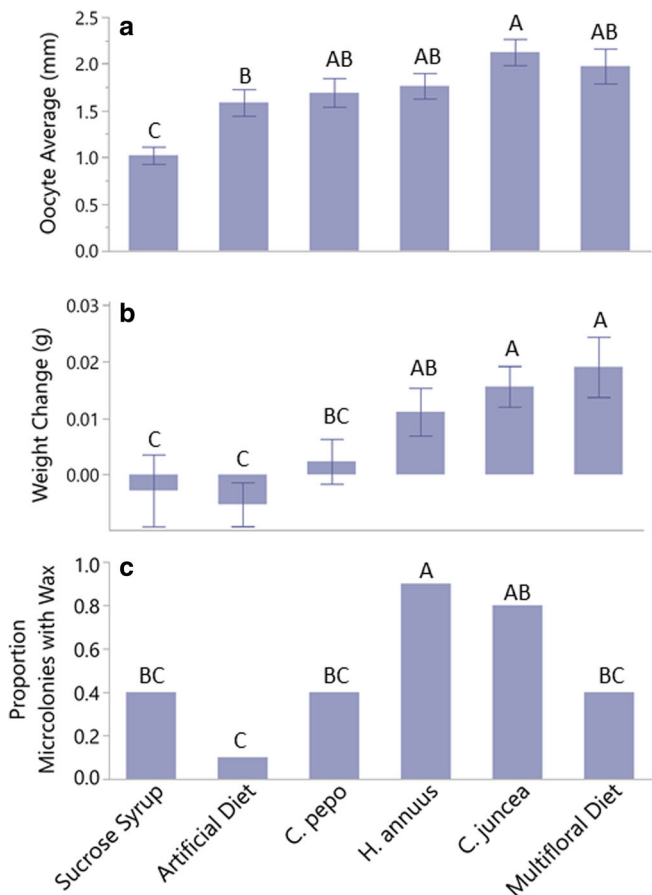 a
Oocyte Average (mm)
2.5
2.0
1.5
1.0
0.5
0.0
C
B
AB
AB
A
AB
b
Weight Change (g)
0.03
0.02
0.01
0.00
C
C
BC
AB
A
A
c
Proportion
Micrcolonies with Wax
1.0
0.8
0.6
0.4
0.2
0.0
BC
C
BC
A
AB
BC
Sucrose Syrup
Artificial Diet
C. pepo
H. annuus
C. juncea
Multifloral Diet